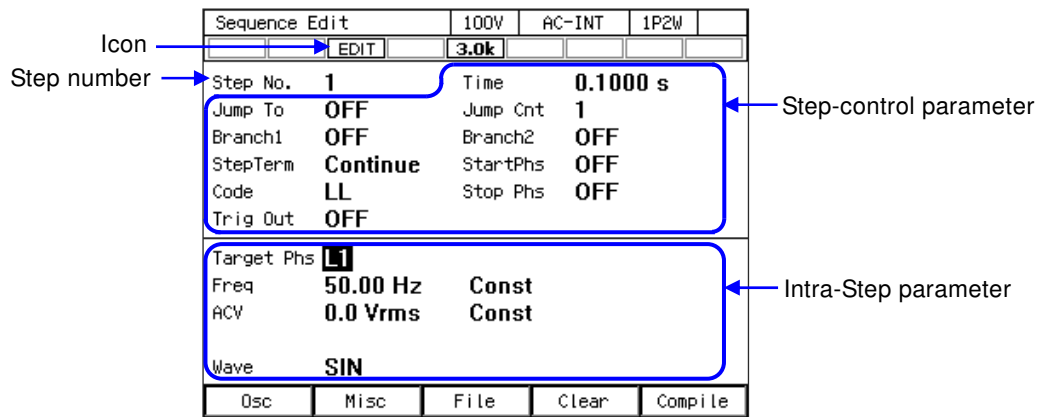 Sequence Edit 100V AC-INT 1P2W
Icon EDIT 3.0k
Step number Step No. 1 Time 0.1000 s
Jump To OFF Jump Cnt 1 Step-control parameter
Branch1 OFF Branch2 OFF
StepTerm Continue StartPhs OFF
Code LL Stop Phs OFF
Trig Out OFF
Target Phs L1
Freq 50.00 Hz Const Intra-Step parameter
ACV 0.0 Vrms Const
Wave SIN
Osc Misc File Clear Compile